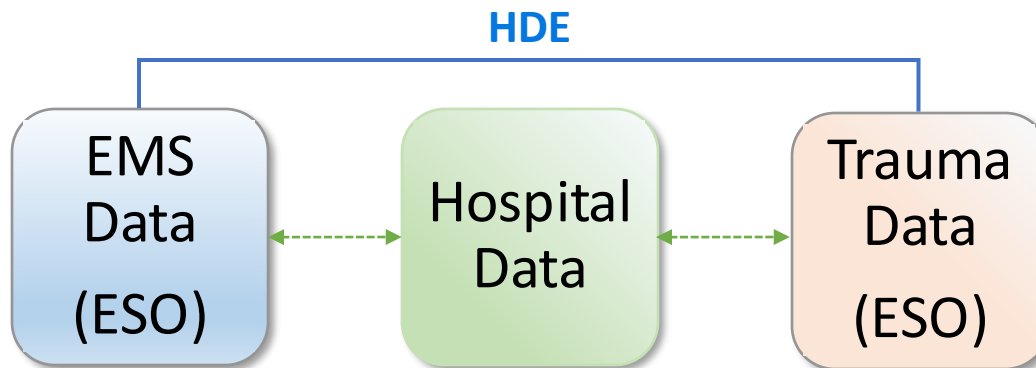 HDE
EMS
Data
(ESO)
Hospital
Data
Trauma
Data
(ESO)